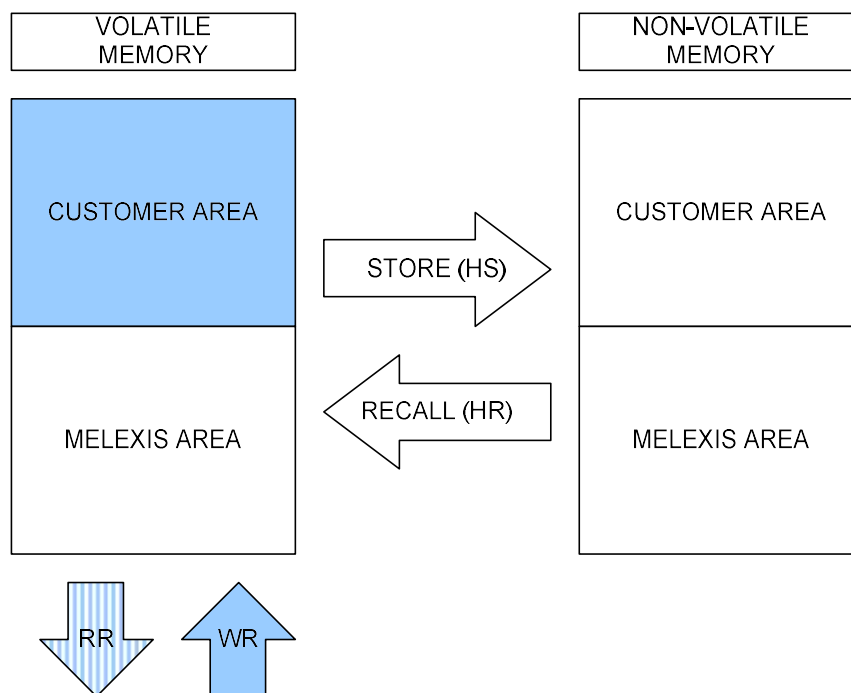 VOLATILE
MEMORY
NON-VOLATILE
MEMORY
CUSTOMER AREA
CUSTOMER AREA
STORE (HS)
RECALL (HR)
MELEXIS AREA
MELEXIS AREA
RR
WR